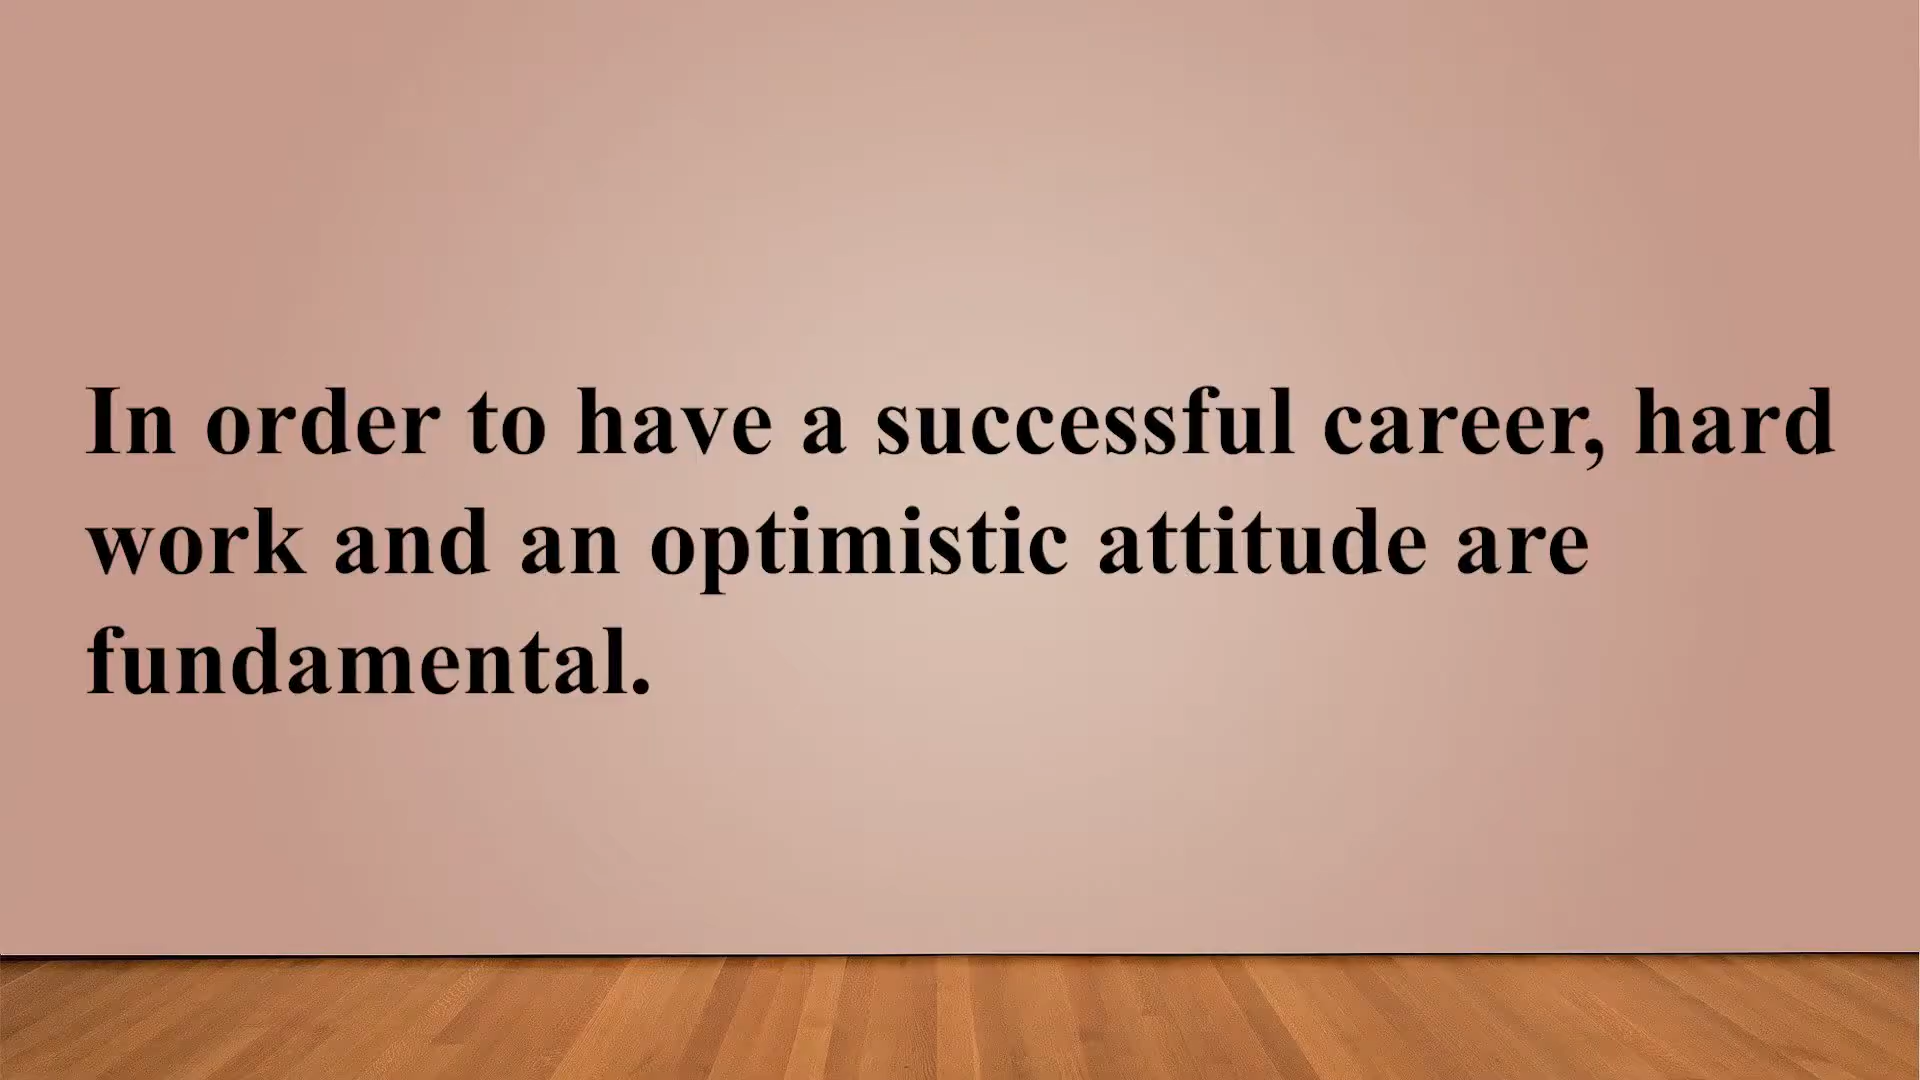 In order to have a successful career, hard
work and an optimistic attitude are
fundamental.